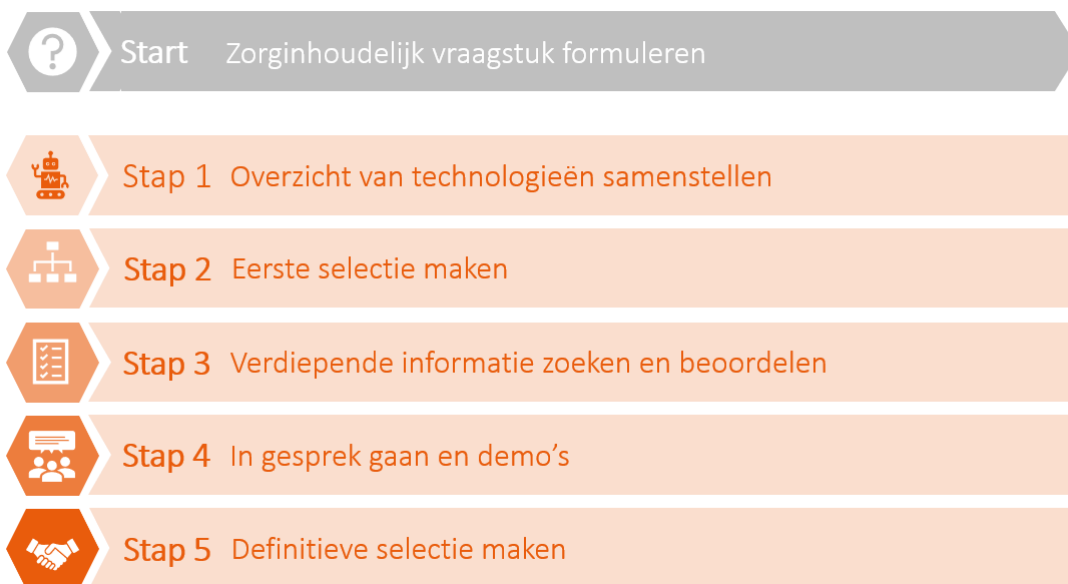 Start Zorginhoudelijk vraagstuk formuleren
Stap 1 Overzicht van technologieën samenstellen
Stap 2 Eerste selectie maken
Stap 3 Verdiepende informatie zoeken en beoordelen
Stap 4 In gesprek gaan en demo’s
Stap 5 Definitieve selectie maken